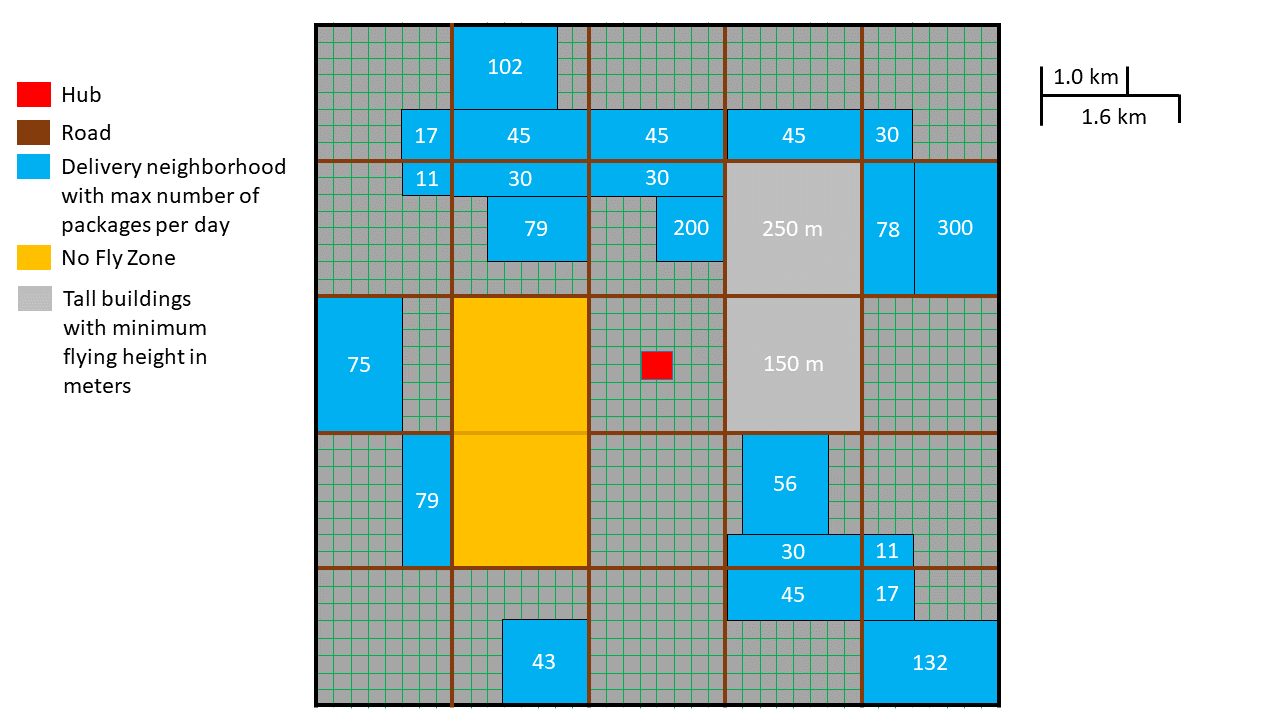 Hub
Road
Delivery neighborhood
with max number of
packages per day
No Fly Zone
Tall buildings
with minimum
flying height in
meters
102
17 45 45 45 30
11 30 30
79 200 250 m 78 300
75 150 m
79 56
30 11
45 17
43 132
1.0 km
1.6 km